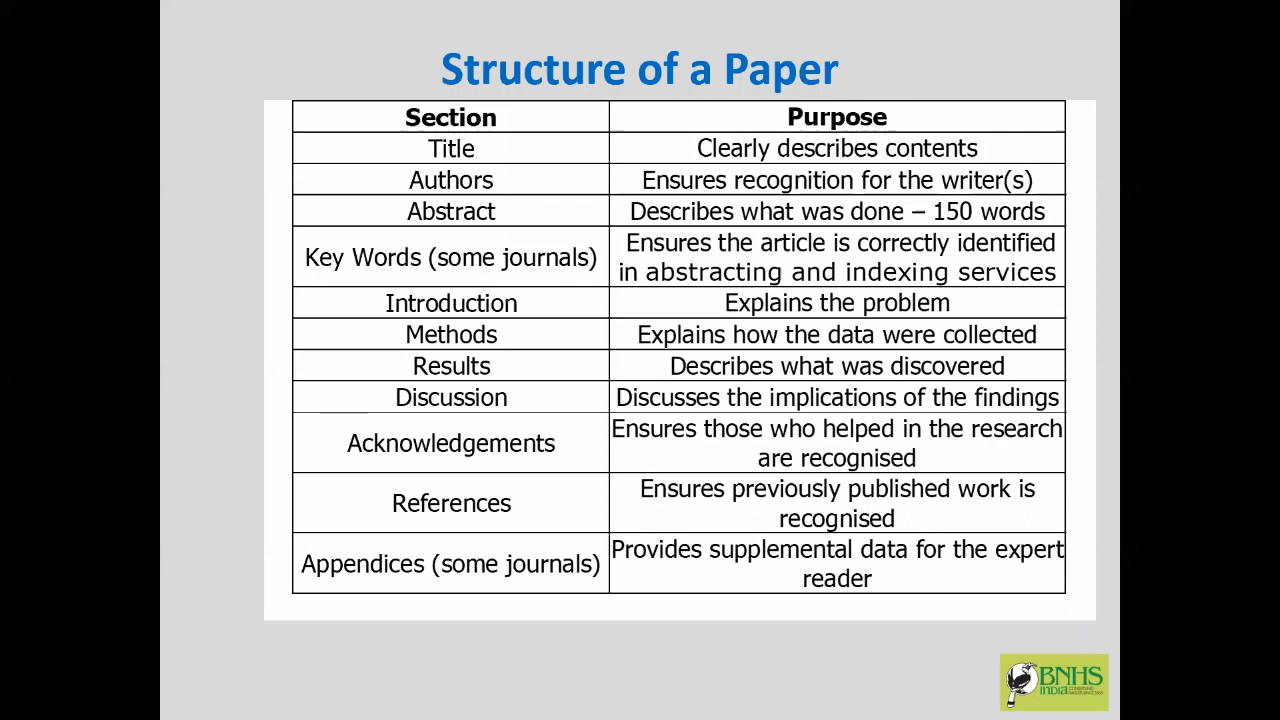 Structure of a Paper
Section Purpose
Title Clearly describes contents
Authors Ensures recognition for the writer(s)
Abstract Describes what was done – 150 words
Key Words (some journals) Ensures the article is correctly identified
in abstracting and indexing services
Introduction Explains the problem
Methods Explains how the data were collected
Results Describes what was discovered
Discussion Discusses the implications of the findings
Acknowledgements Ensures those who helped in the research
are recognised
References Ensures previously published work is
recognised
Appendices (some journals) Provides supplemental data for the expert
reader
BNHS
INDIA